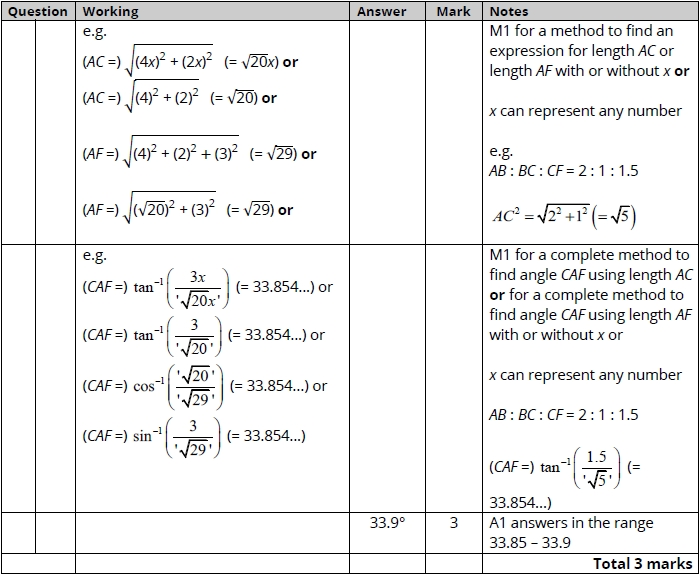 Question Working Answer Mark Notes
e.g.
(AC =) √((4x)² + (2x)²) (= √20x) or
(AC =) √((4)² + (2)²) (= √20) or
(AF =) √((4)² + (2)² + (3)²) (= √29) or
(AF =) √((√20)² + (3)²) (= √29) or
M1 for a method to find an
expression for length AC or
length AF with or without x or
x can represent any number
e.g.
AB : BC : CF = 2 : 1 : 1.5
AC² = √(2² + 1²) (= √5)
e.g.
(CAF =) tan⁻¹(3x / '√20x') (= 33.854...) or
(CAF =) tan⁻¹(3 / '√20') (= 33.854...) or
(CAF =) cos⁻¹('√20' / '√29') (= 33.854...) or
(CAF =) sin⁻¹(3 / '√29') (= 33.854...)
M1 for a complete method to
find angle CAF using length AC
or for a complete method to
find angle CAF using length AF
with or without x or
x can represent any number
AB : BC : CF = 2 : 1 : 1.5
(CAF =) tan⁻¹(1.5 / '√5') (=
33.854...)
33.9° 3 A1 answers in the range
33.85 – 33.9
Total 3 marks